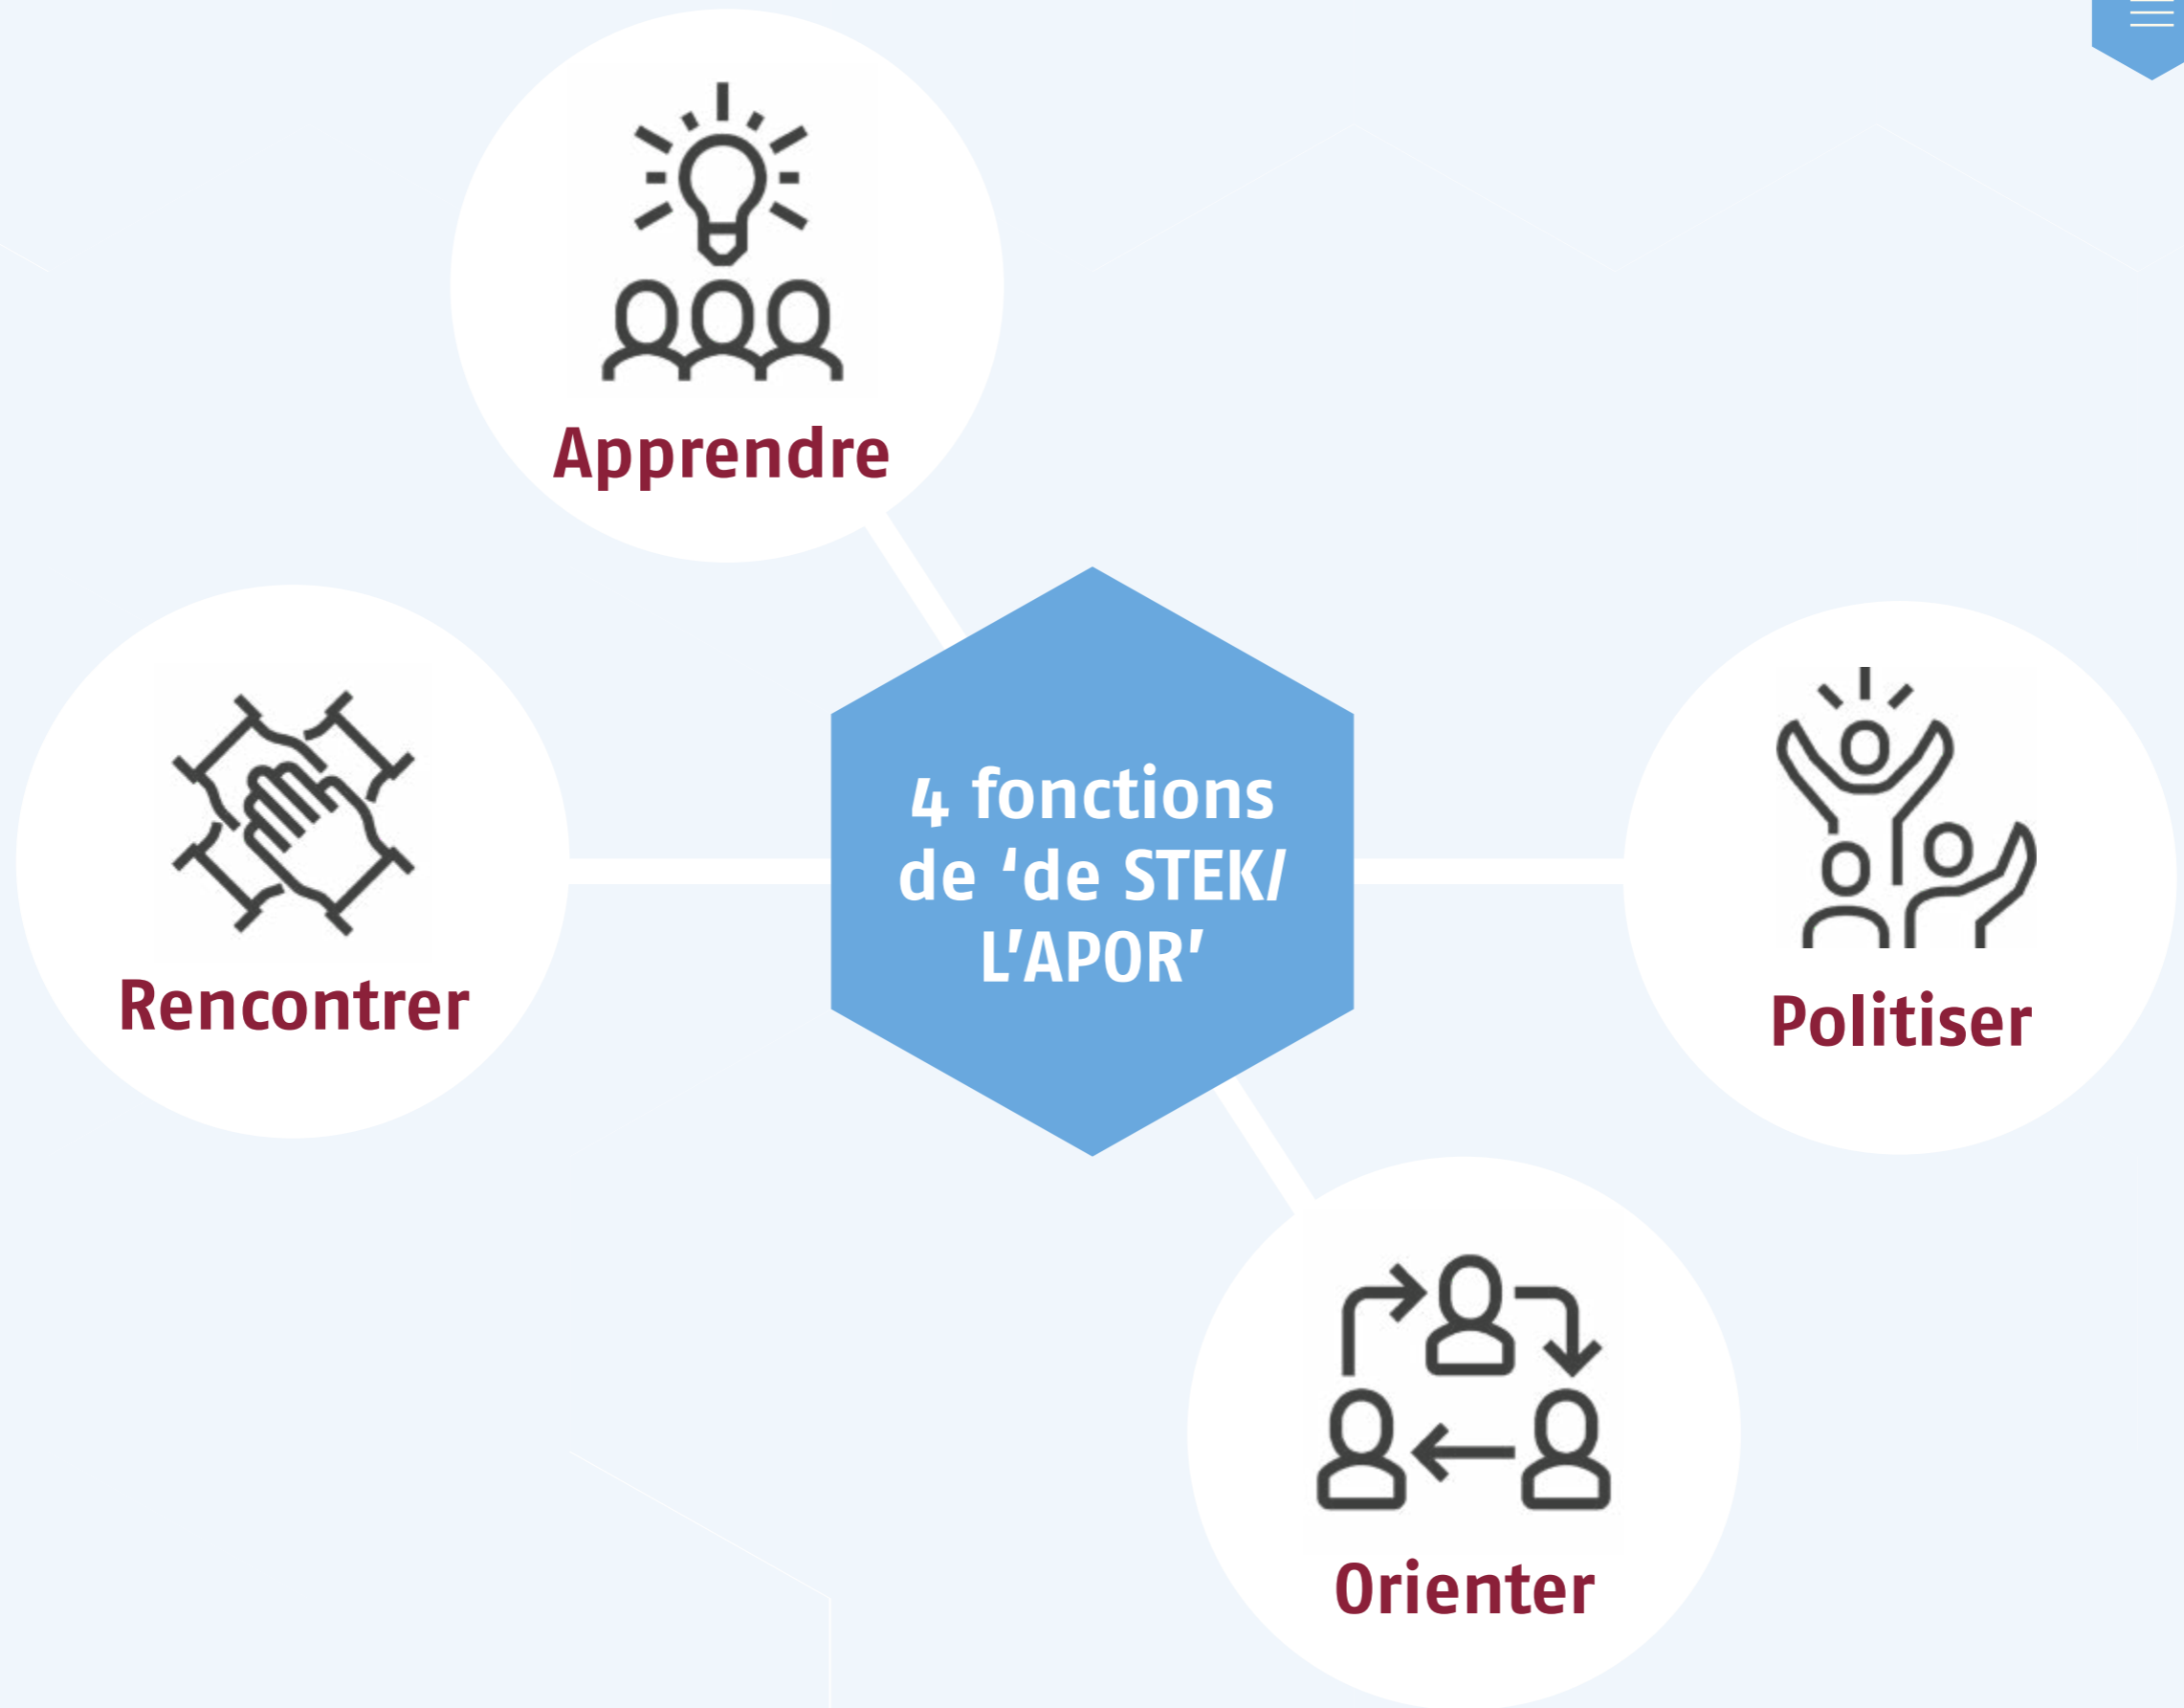 Apprendre
4 fonctions
de ‘de STEK/
L’APOR’
Rencontrer
Politiser
Orienter